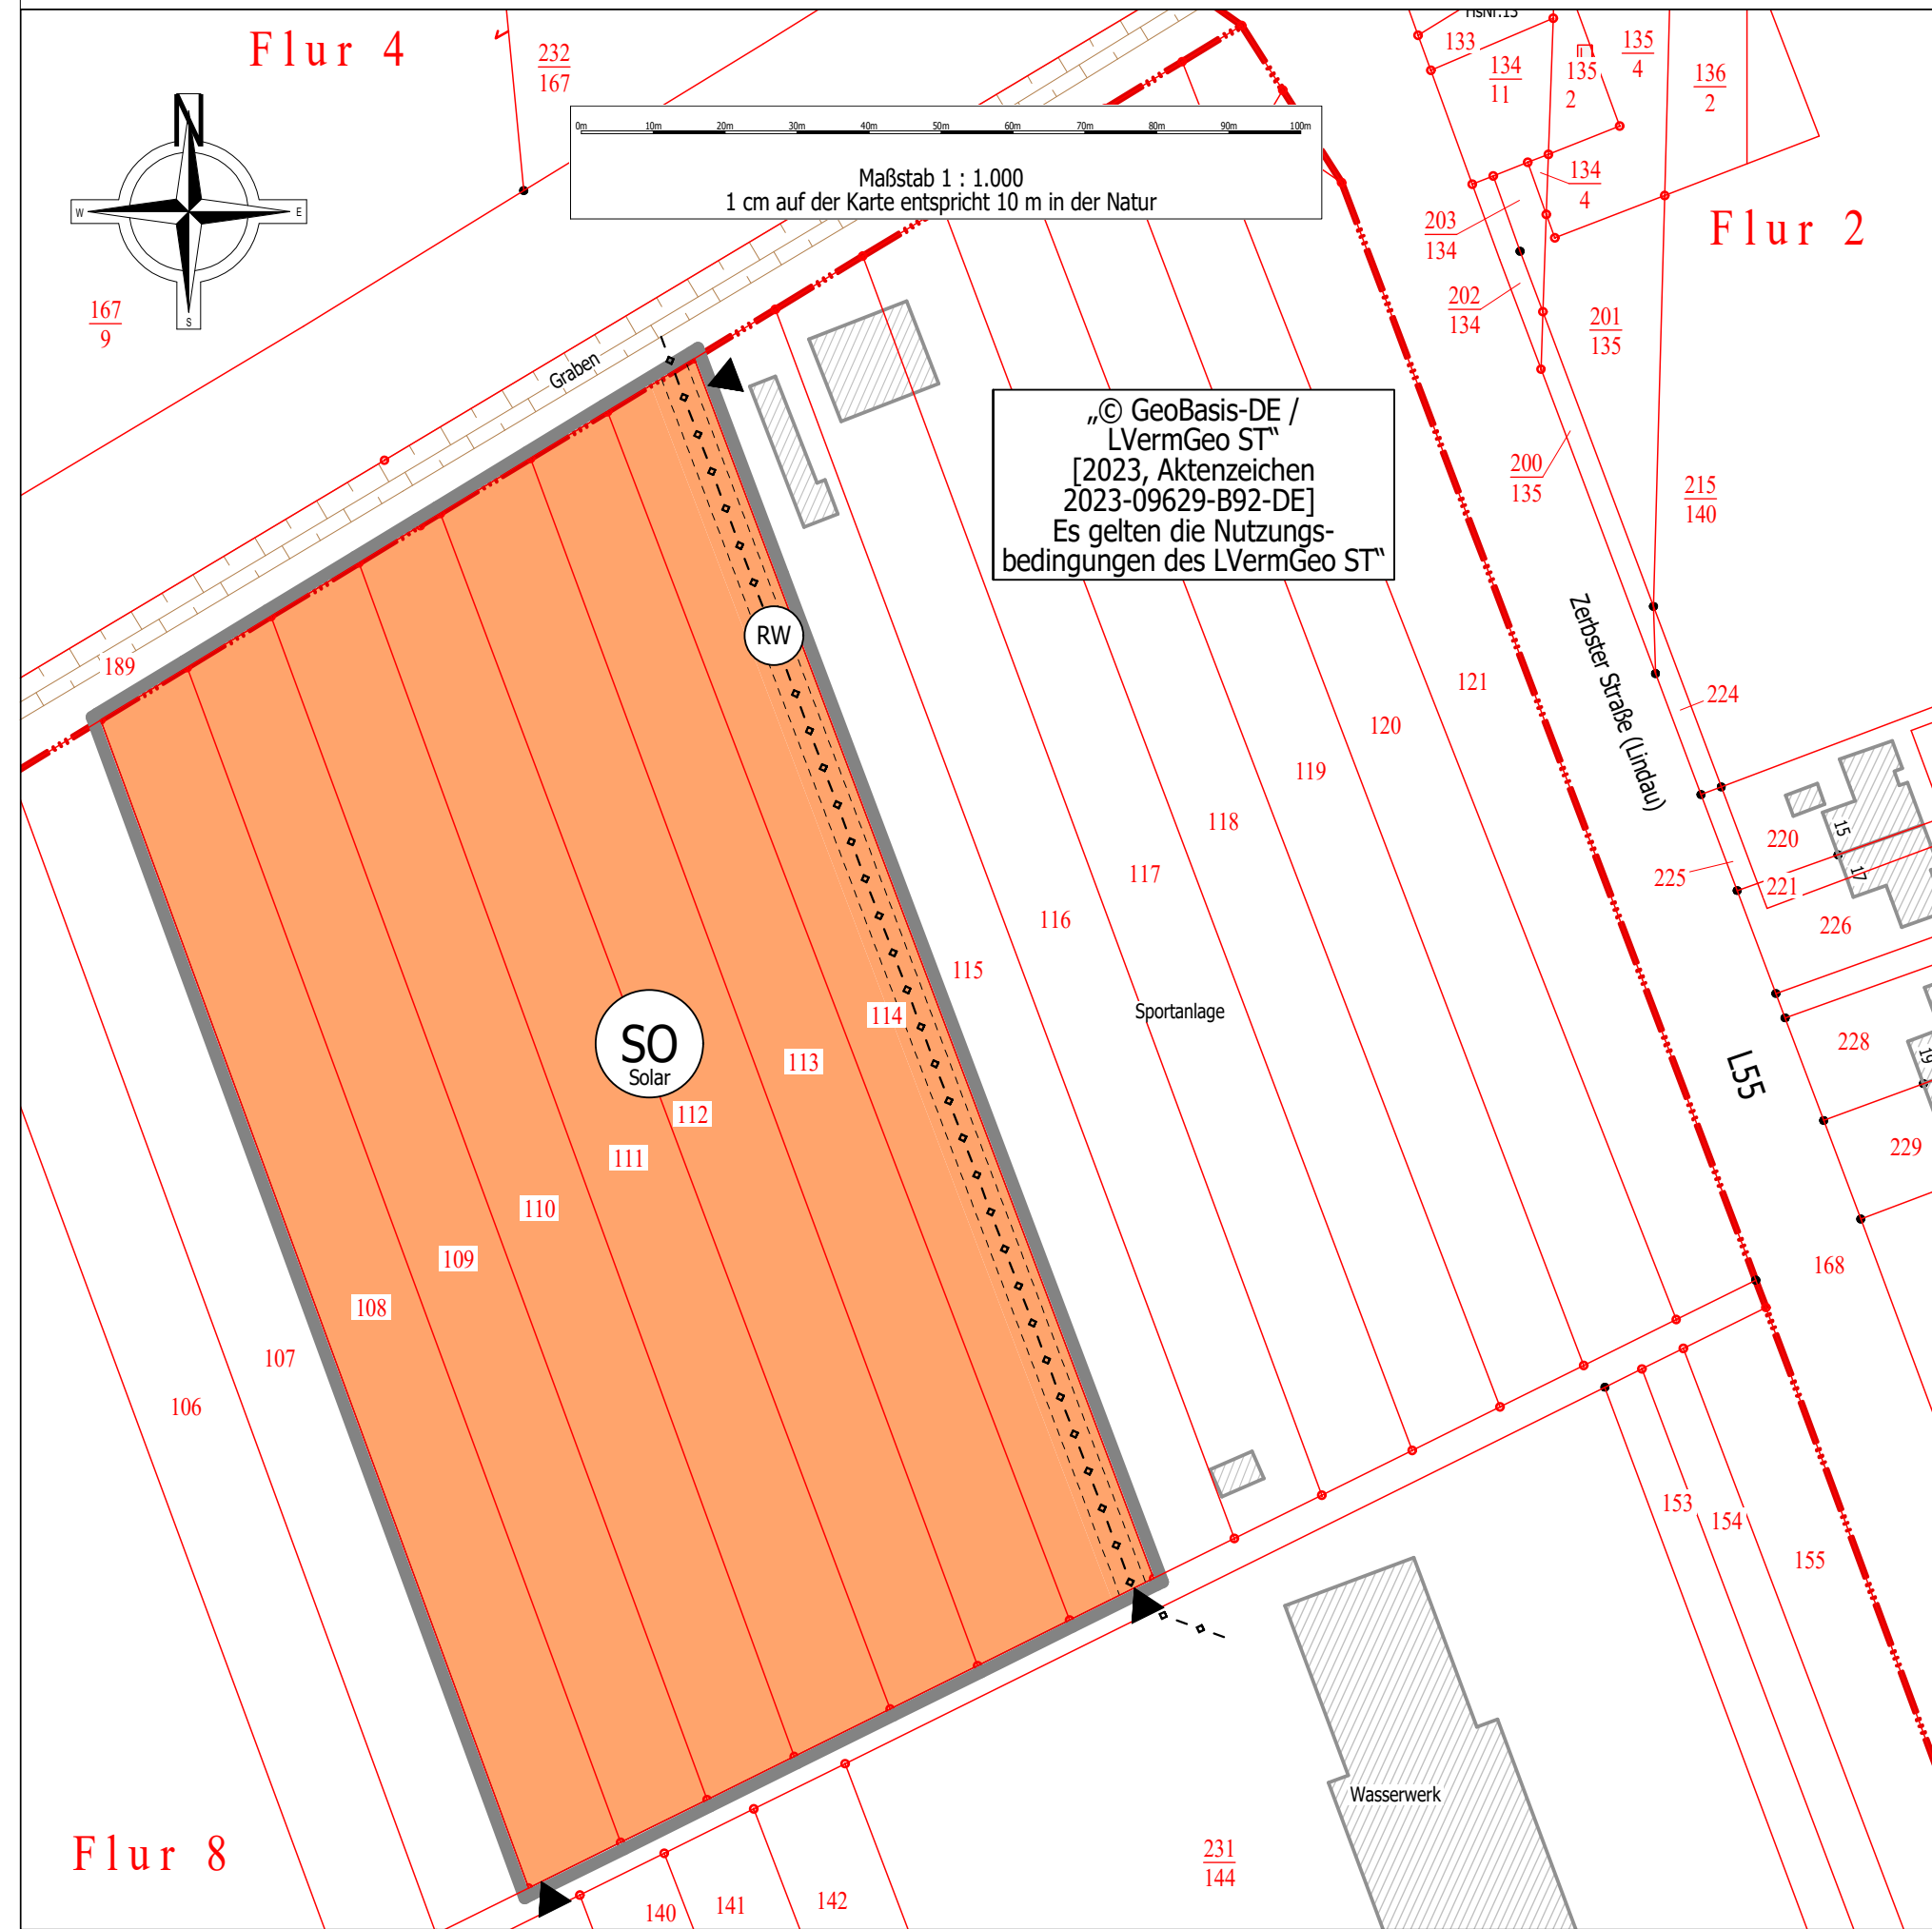 Flur 4
232
167
N
W
E
S
167
9
0m 10m 20m 30m 40m 50m 60m 70m 80m 90m 100m
Maßstab 1 : 1.000
1 cm auf der Karte entspricht 10 m in der Natur
HsNr.13
133
134
11
135
2
135
4
136
2
134
4
203
134
202
134
201
135
Flur 2
Graben
„© GeoBasis-DE /
LVermGeo ST“
[2023, Aktenzeichen
2023-09629-B92-DE]
Es gelten die Nutzungs-
bedingungen des LVermGeo ST“
200
135
215
140
189
RW
Zerbster Straße (Lindau)
224
121
120
119
118
117
116
115
114
113
112
111
110
109
108
107
106
SO
Solar
Sportanlage
L55
220
15
17
221
225
226
228
19
229
168
153
154
155
Wasserwerk
231
144
Flur 8
140
141
142